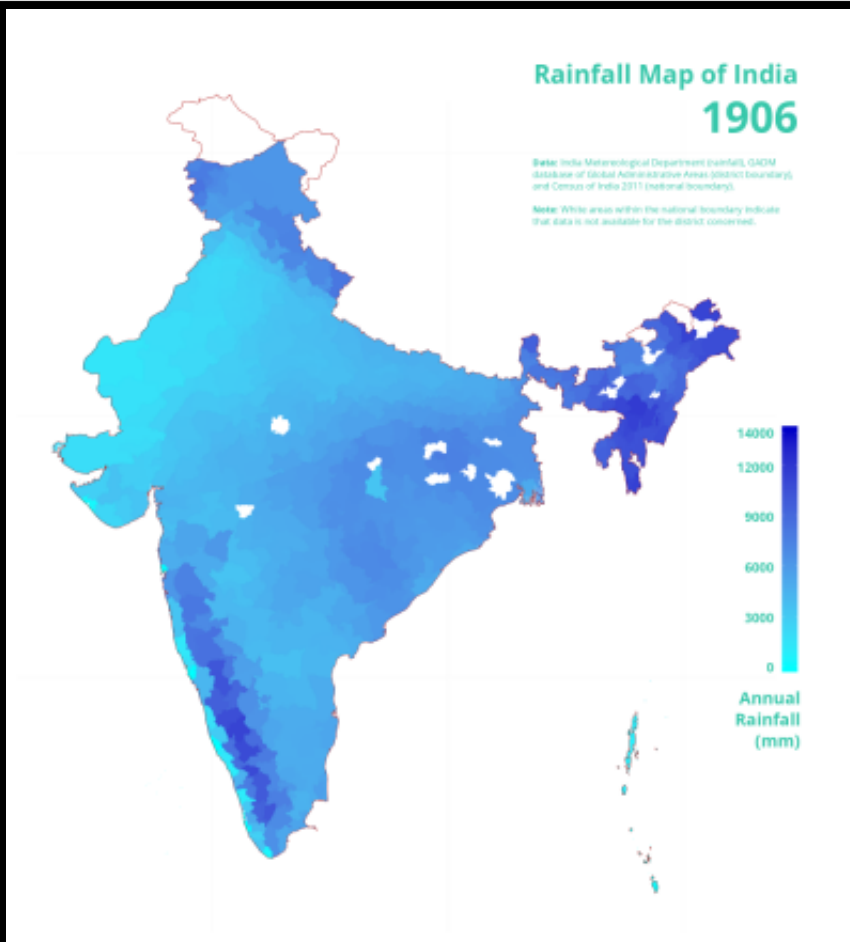 Rainfall Map of India
1906
Data: India Metereological Department (rainfall), GADM
database of Global Administrative Areas (district boundary),
and Census of India 2011 (national boundary).
Note: White areas within the national boundary indicate
that data is not available for the district concerned.
14000
12000
9000
6000
3000
0
Annual
Rainfall
(mm)